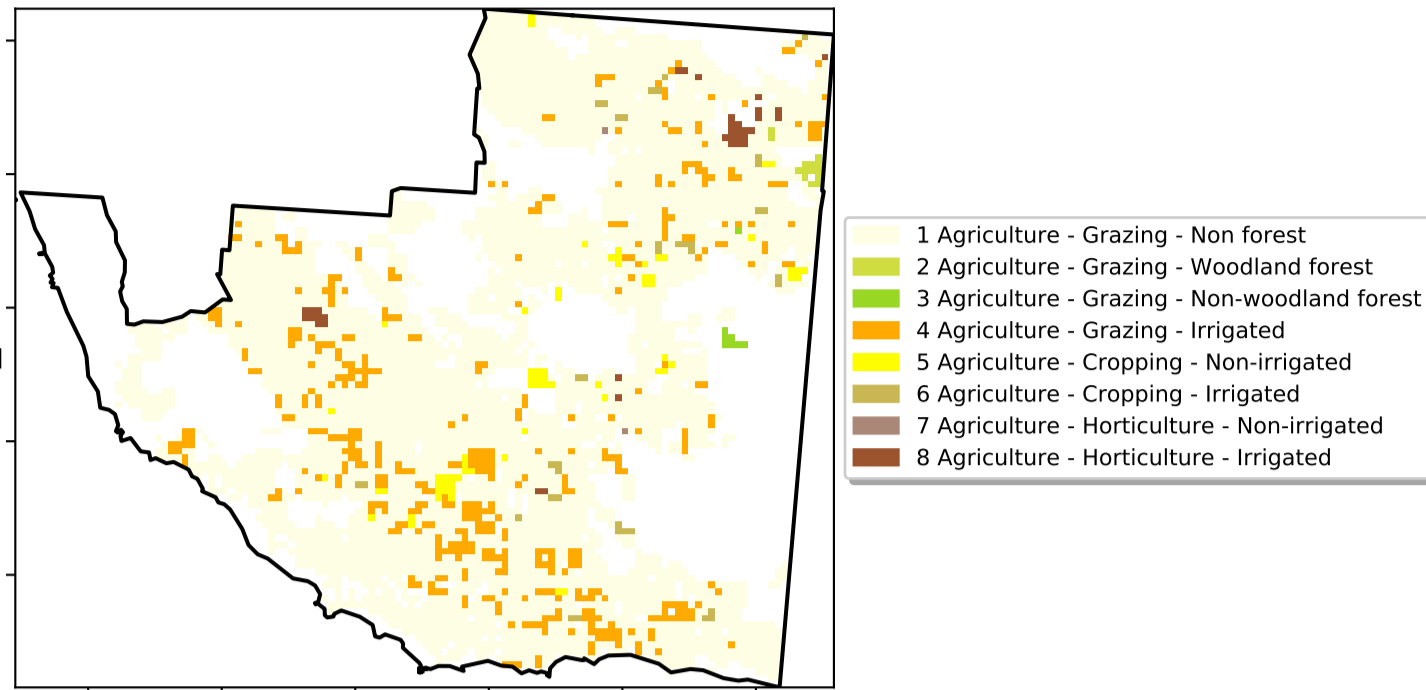 1 Agriculture - Grazing - Non forest
2 Agriculture - Grazing - Woodland forest
3 Agriculture - Grazing - Non-woodland forest
4 Agriculture - Grazing - Irrigated
5 Agriculture - Cropping - Non-irrigated
6 Agriculture - Cropping - Irrigated
7 Agriculture - Horticulture - Non-irrigated
8 Agriculture - Horticulture - Irrigated